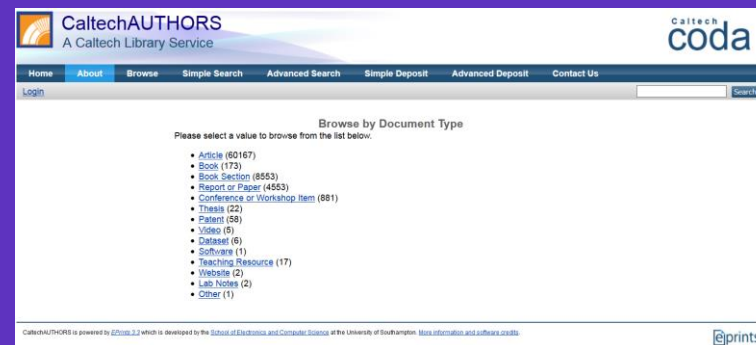 CaltechAUTHORS
A Caltech Library Service
Caltech
coda
Home About Browse Simple Search Advanced Search Simple Deposit Advanced Deposit Contact Us
Login
Search
Browse by Document Type
Please select a value to browse from the list below.
• Article (60167)
• Book (173)
• Book Section (8553)
• Report or Paper (4553)
• Conference or Workshop Item (881)
• Thesis (22)
• Patent (58)
• Video (5)
• Dataset (6)
• Software (1)
• Teaching Resource (17)
• Website (2)
• Lab Notes (2)
• Other (1)
CaltechAUTHORS is powered by EPrints 3.3 which is developed by the School of Electronics and Computer Science at the University of Southampton. More information and software credits.
eprints